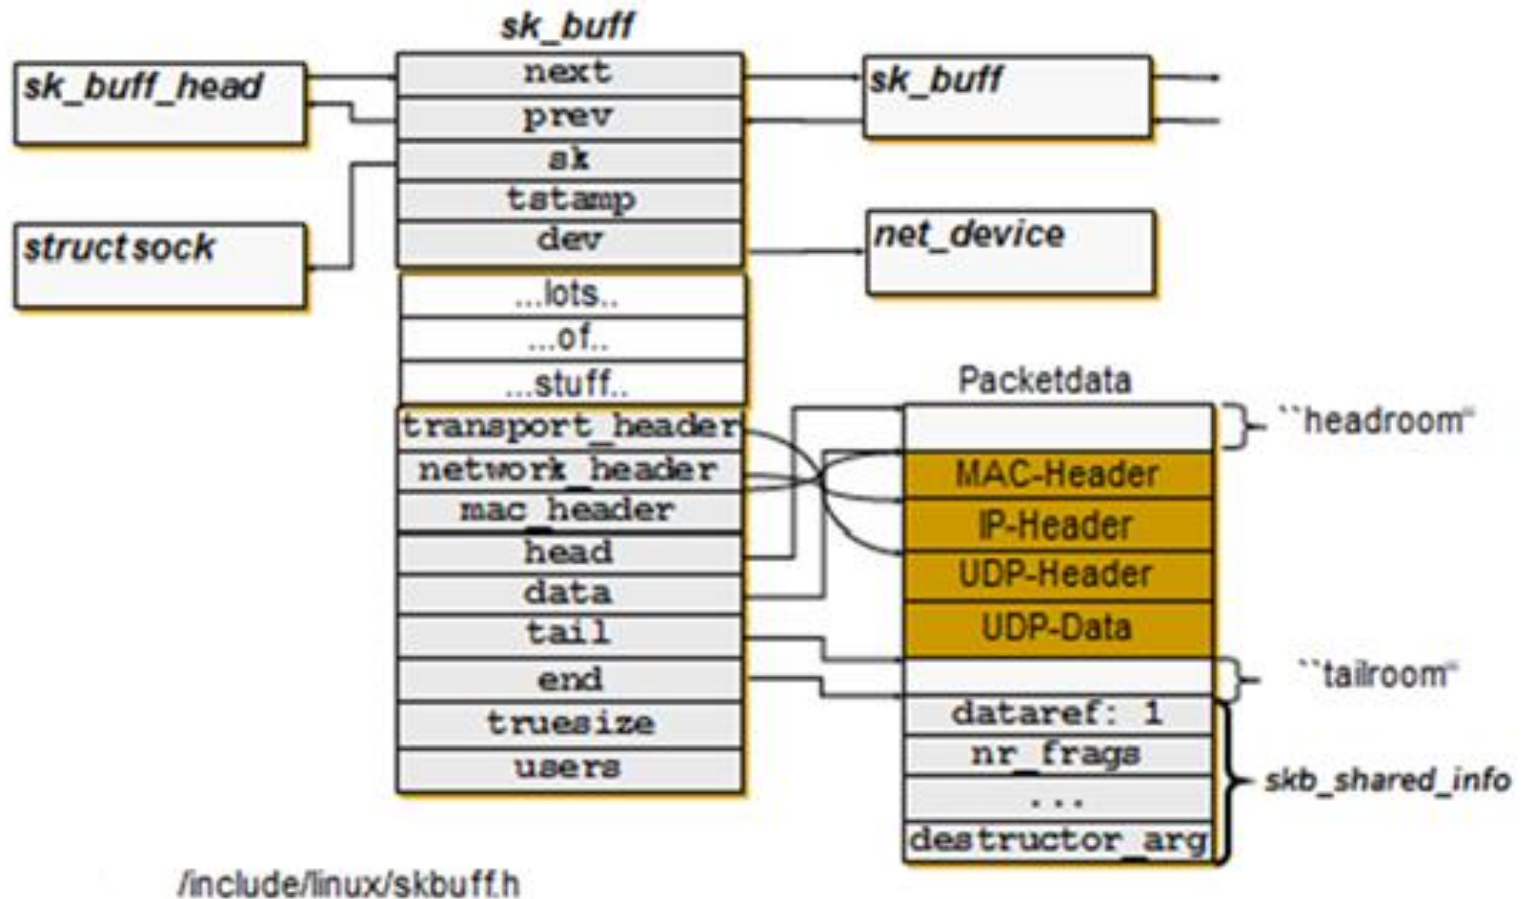 sk_buff
sk_buff_head
next
prev
sk
tstamp
dev
sk_buff
structsock
net_device
...lots..
...of..
...stuff..
transport_header
network_header
mac_header
head
data
tail
end
truesize
users
Packetdata
``headroom“
MAC-Header
IP-Header
UDP-Header
UDP-Data
``tailroom“
dataref: 1
nr_frags
...
destructor_arg
skb_shared_info
/include/linux/skbuff.h